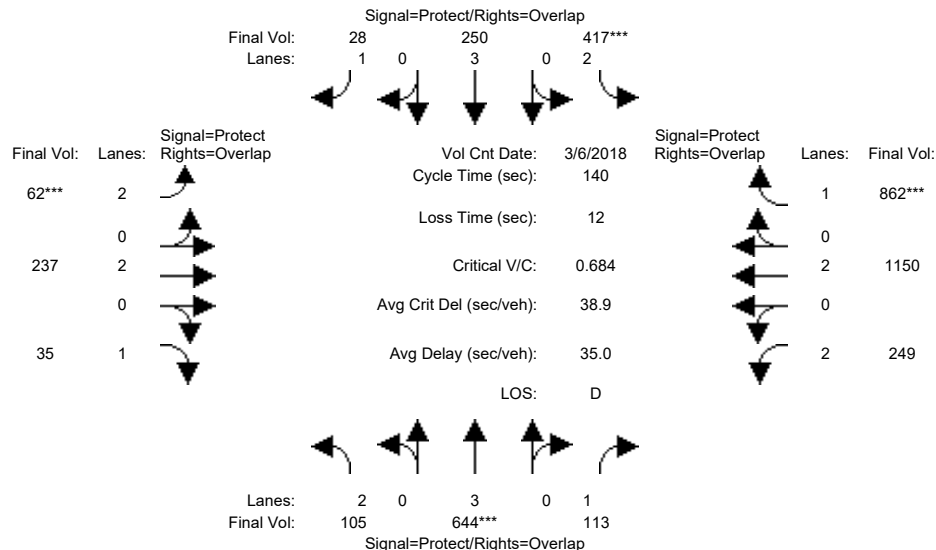 Signal=Protect/Rights=Overlap
Final Vol: 28 250 417***
Lanes: 1 0 3 0 2
Signal=Protect Signal=Protect
Final Vol: Lanes: Rights=Overlap Vol Cnt Date: 3/6/2018 Rights=Overlap Lanes: Final Vol:
Cycle Time (sec): 140
62*** 2 1 862***
Loss Time (sec): 12
0 0
237 2 Critical V/C: 0.684 2 1150
0 Avg Crit Del (sec/veh): 38.9 0
35 1 Avg Delay (sec/veh): 35.0 2 249
LOS: D
Lanes: 2 0 3 0 1
Final Vol: 105 644*** 113
Signal=Protect/Rights=Overlap